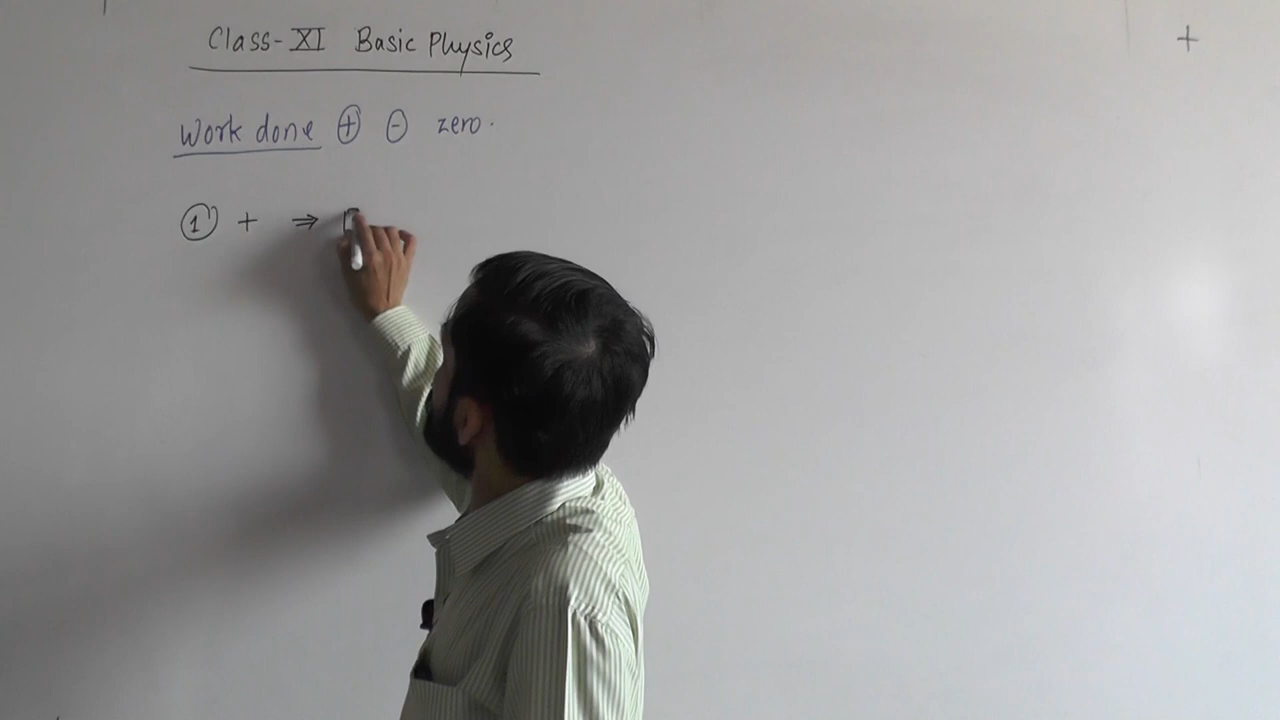 Class-XI Basic Physics
Work done ⊕ ⊖ zero.
① + ⇒
+